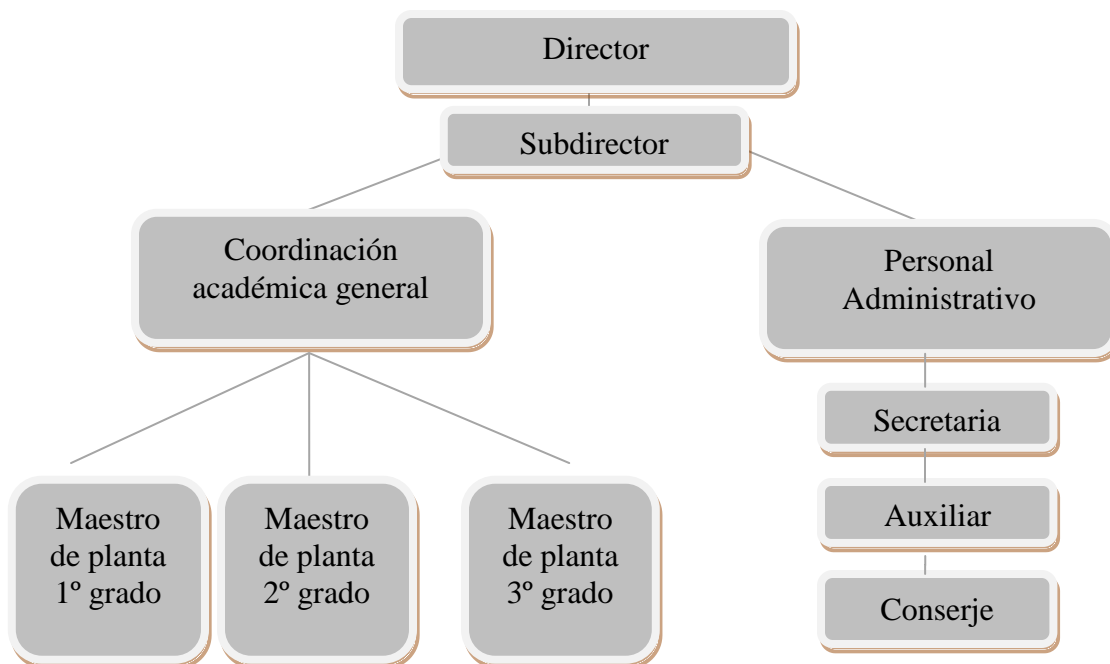 Director
Subdirector
Coordinación
académica general
Personal
Administrativo
Secretaria
Auxiliar
Conserje
Maestro
de planta
1º grado
Maestro
de planta
2º grado
Maestro
de planta
3º grado